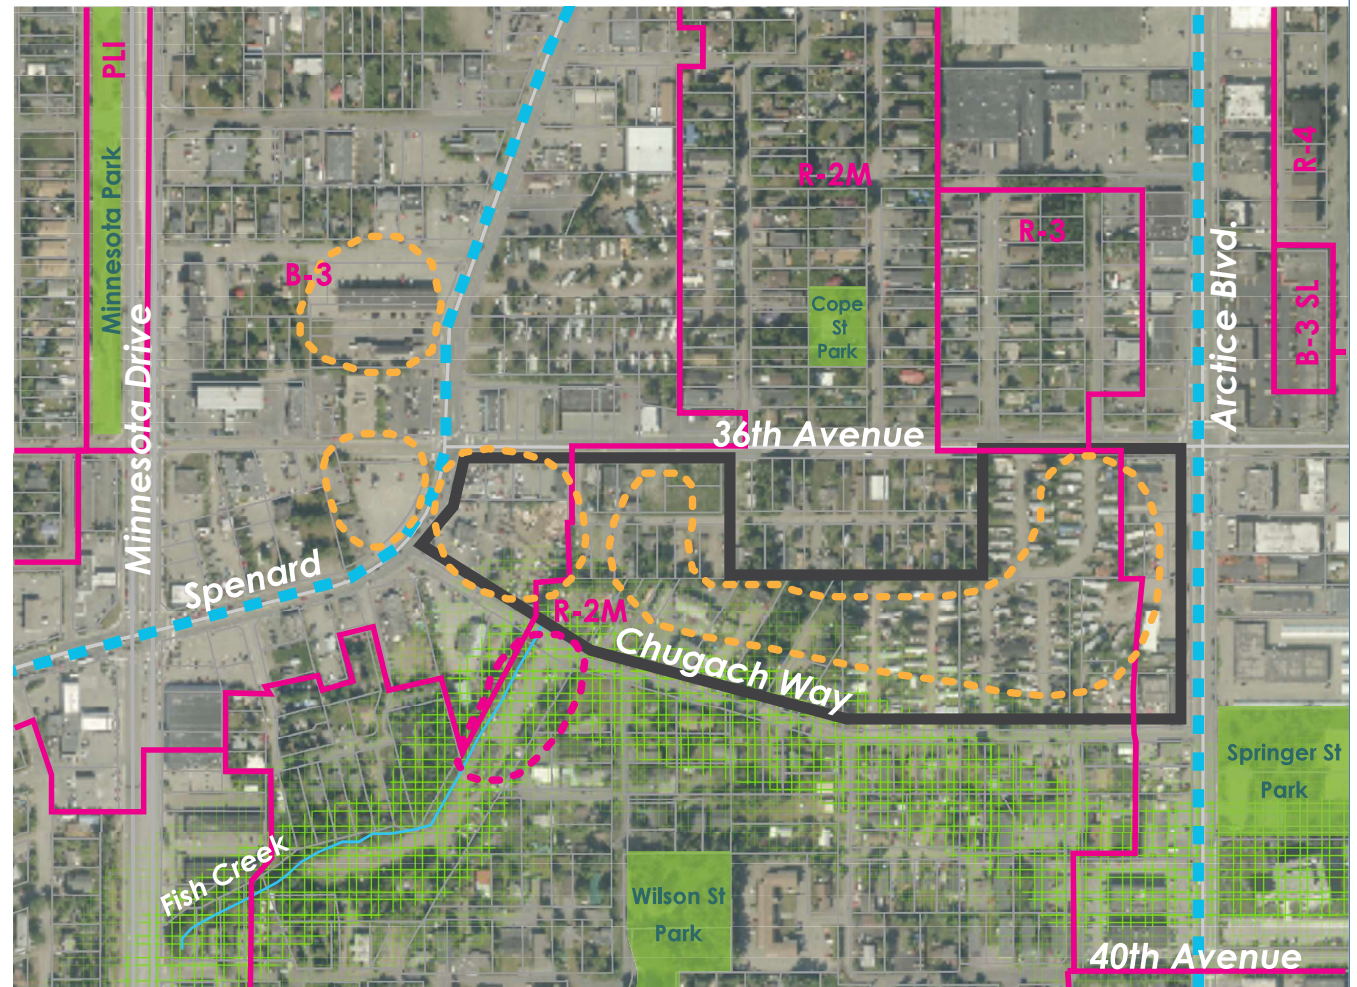 PLI
Minnesota Park
Minnesota Drive
B-3
R-2M
R-3
R-4
B-3 SL
Arctice Blvd.
Cope
St
Park
36th Avenue
Spenard
R-2M
Chugach Way
Fish Creek
Wilson St
Park
Springer St
Park
40th Avenue